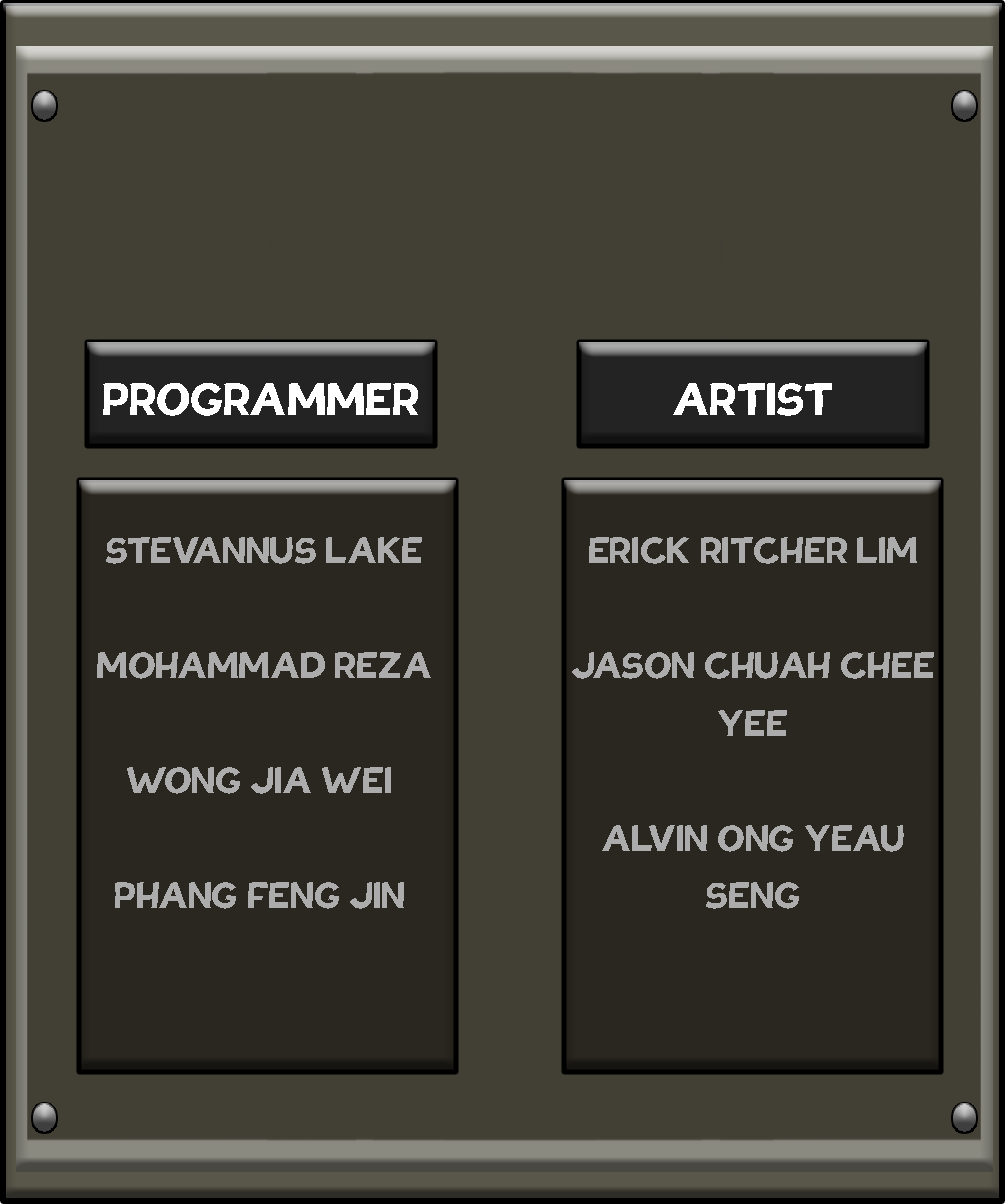 PROGRAMMER
STEVANNUS LAKE
MOHAMMAD REZA
WONG JIA WEI
PHANG FENG JIN
ARTIST
ERICK RITCHER LIM
JASON CHUAH CHEE
YEE
ALVIN ONG YEAU
SENG